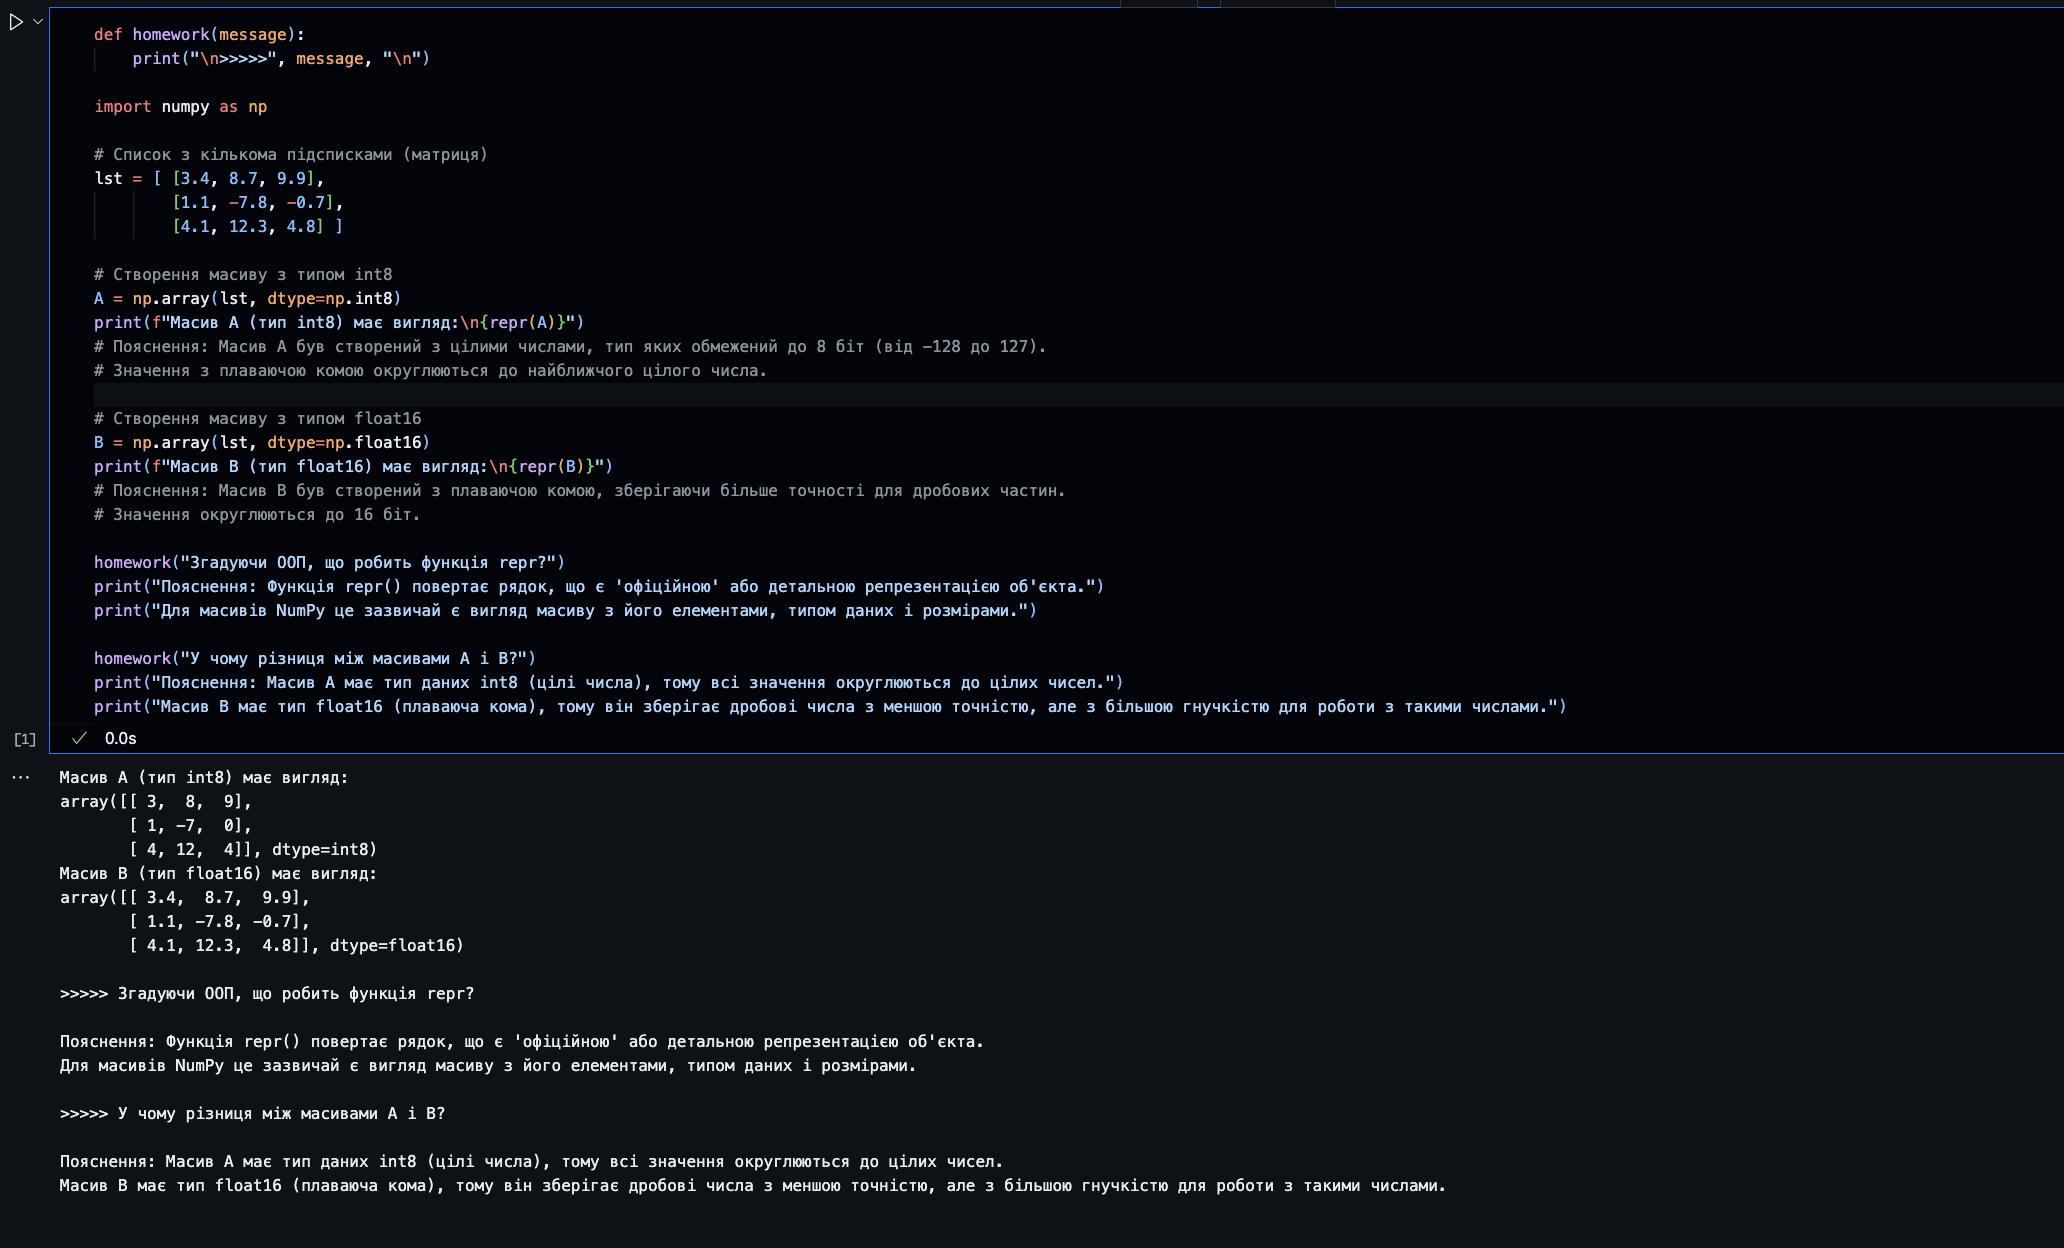 def homework(message):
    print("\n>>>>>", message, "\n")
import numpy as np
# Список з кількома підсписками (матриця)
lst = [ [3.4, 8.7, 9.9],
        [1.1, -7.8, -0.7],
        [4.1, 12.3, 4.8] ]
# Створення масиву з типом int8
A = np.array(lst, dtype=np.int8)
print(f"Масив A (тип int8) має вигляд:\n{repr(A)}")
# Пояснення: Масив A був створений з цілими числами, тип яких обмежений до 8 біт (від -128 до 127).
# Значення з плаваючою комою округлюються до найближчого цілого числа.
# Створення масиву з типом float16
B = np.array(lst, dtype=np.float16)
print(f"Масив B (тип float16) має вигляд:\n{repr(B)}")
# Пояснення: Масив B був створений з плаваючою комою, зберігаючи більше точності для дробових частин.
# Значення округлюються до 16 біт.
homework("Згадуючи ООП, що робить функція repr?")
print("Пояснення: Функція repr() повертає рядок, що є 'офіційною' або детальною репрезентацією об'єкта.")
print("Для масивів NumPy це зазвичай є вигляд масиву з його елементами, типом даних і розмірами.")
homework("У чому різниця між масивами A і B?")
print("Пояснення: Масив A має тип даних int8 (цілі числа), тому всі значення округлюються до цілих чисел.")
print("Масив B має тип float16 (плаваюча кома), тому він зберігає дробові числа з меншою точністю, але з більшою гнучкістю для роботи з такими числами.")
[1] ✓ 0.0s
Масив A (тип int8) має вигляд:
array([[ 3,  8,  9],
       [ 1, -7,  0],
       [ 4, 12,  4]], dtype=int8)
Масив B (тип float16) має вигляд:
array([[ 3.4,  8.7,  9.9],
       [ 1.1, -7.8, -0.7],
       [ 4.1, 12.3,  4.8]], dtype=float16)
>>>>> Згадуючи ООП, що робить функція repr?
Пояснення: Функція repr() повертає рядок, що є 'офіційною' або детальною репрезентацією об'єкта.
Для масивів NumPy це зазвичай є вигляд масиву з його елементами, типом даних і розмірами.
>>>>> У чому різниця між масивами A і B?
Пояснення: Масив A має тип даних int8 (цілі числа), тому всі значення округлюються до цілих чисел.
Масив B має тип float16 (плаваюча кома), тому він зберігає дробові числа з меншою точністю, але з більшою гнучкістю для роботи з такими числами.